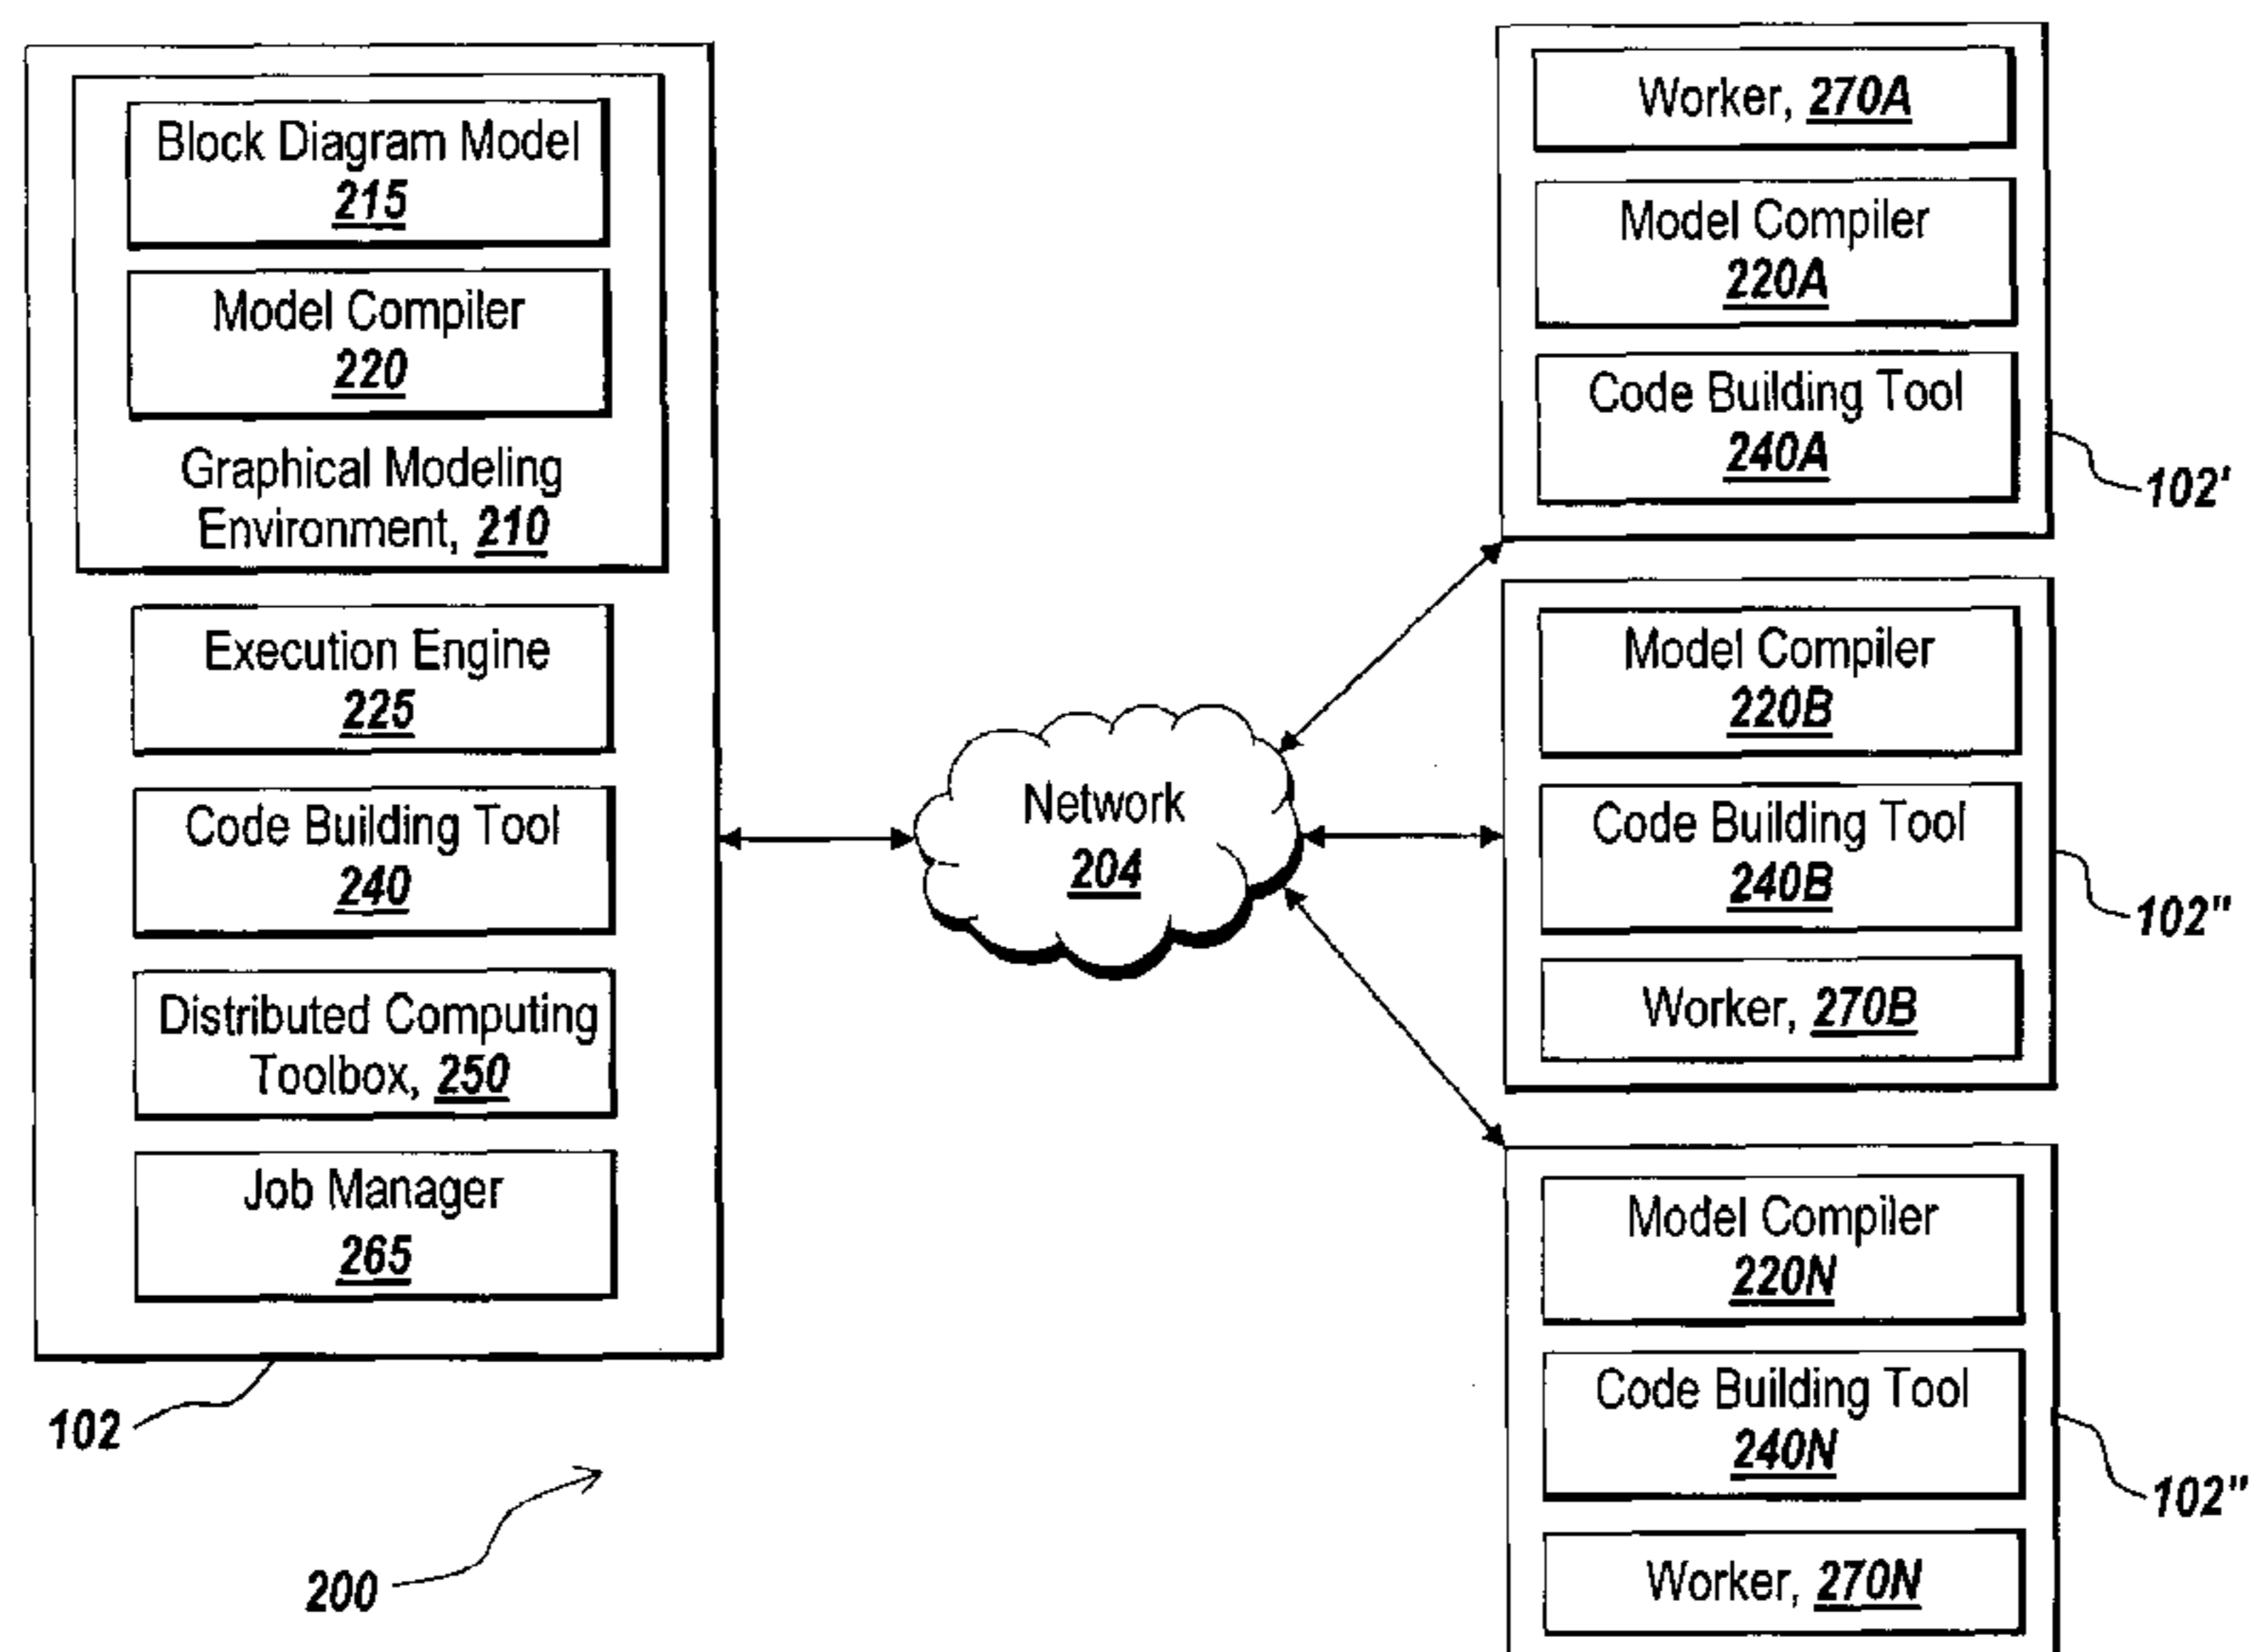 Block Diagram Model
215
Model Compiler
220
Graphical Modeling
Environment, 210
Execution Engine
225
Code Building Tool
240
Distributed Computing
Toolbox, 250
Job Manager
265
102
200
Network
204
Worker, 270A
Model Compiler
220A
Code Building Tool
240A
102'
Model Compiler
220B
Code Building Tool
240B
Worker, 270B
102"
Model Compiler
220N
Code Building Tool
240N
Worker, 270N
102"